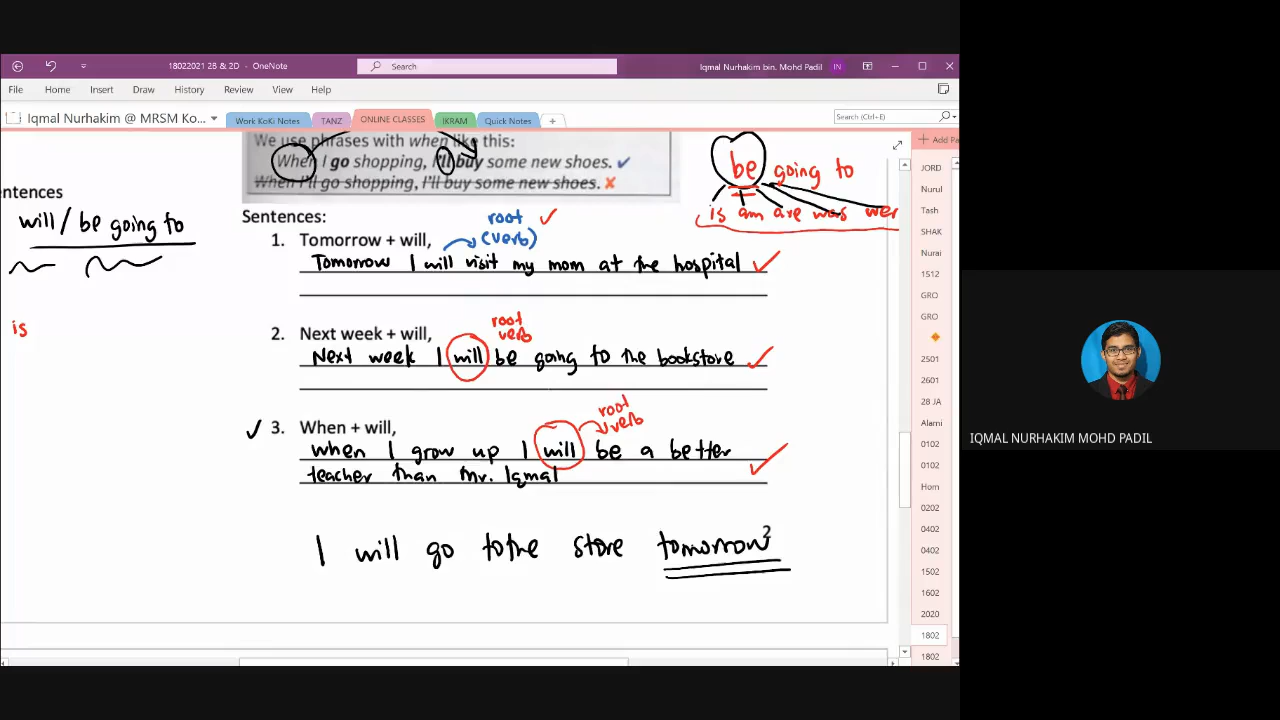 18022021 2B & 2D - OneNote
Search
Iqmal Nurhakim bin. Mohd Padil
IN
File Home Insert Draw History Review View Help
Iqmal Nurhakim @ MRSM Ko...
Work KoKi Notes
TANZ
ONLINE CLASSES
IKRAM
Quick Notes
Search (Ctrl+E)
Add Pa
We use phrases with when like this:
When I go shopping, I'll buy some new shoes. ✓
When I'll go shopping, I'll buy some new shoes. ✗
be going to
is am are was wer
entences
will / be going to
is
Sentences:
root ✓
(verb)
1. Tomorrow + will,
Tomorrow I will visit my mom at the hospital ✓
2. Next week + will,
root
verb
Next week I will be going to the bookstore ✓
✓ 3. When + will,
root
verb
when I grow up I will be a better
teacher than Mr. Iqmal ✓
I will go to the store tomorrow
JORD
Nurul
Tash
SHAK
Nurai
1512
GRO
GRO
2501
2601
28 JA
Alami
0102
0102
Hom
0202
0402
0402
1502
1602
2020
1802
1802
IQMAL NURHAKIM MOHD PADIL